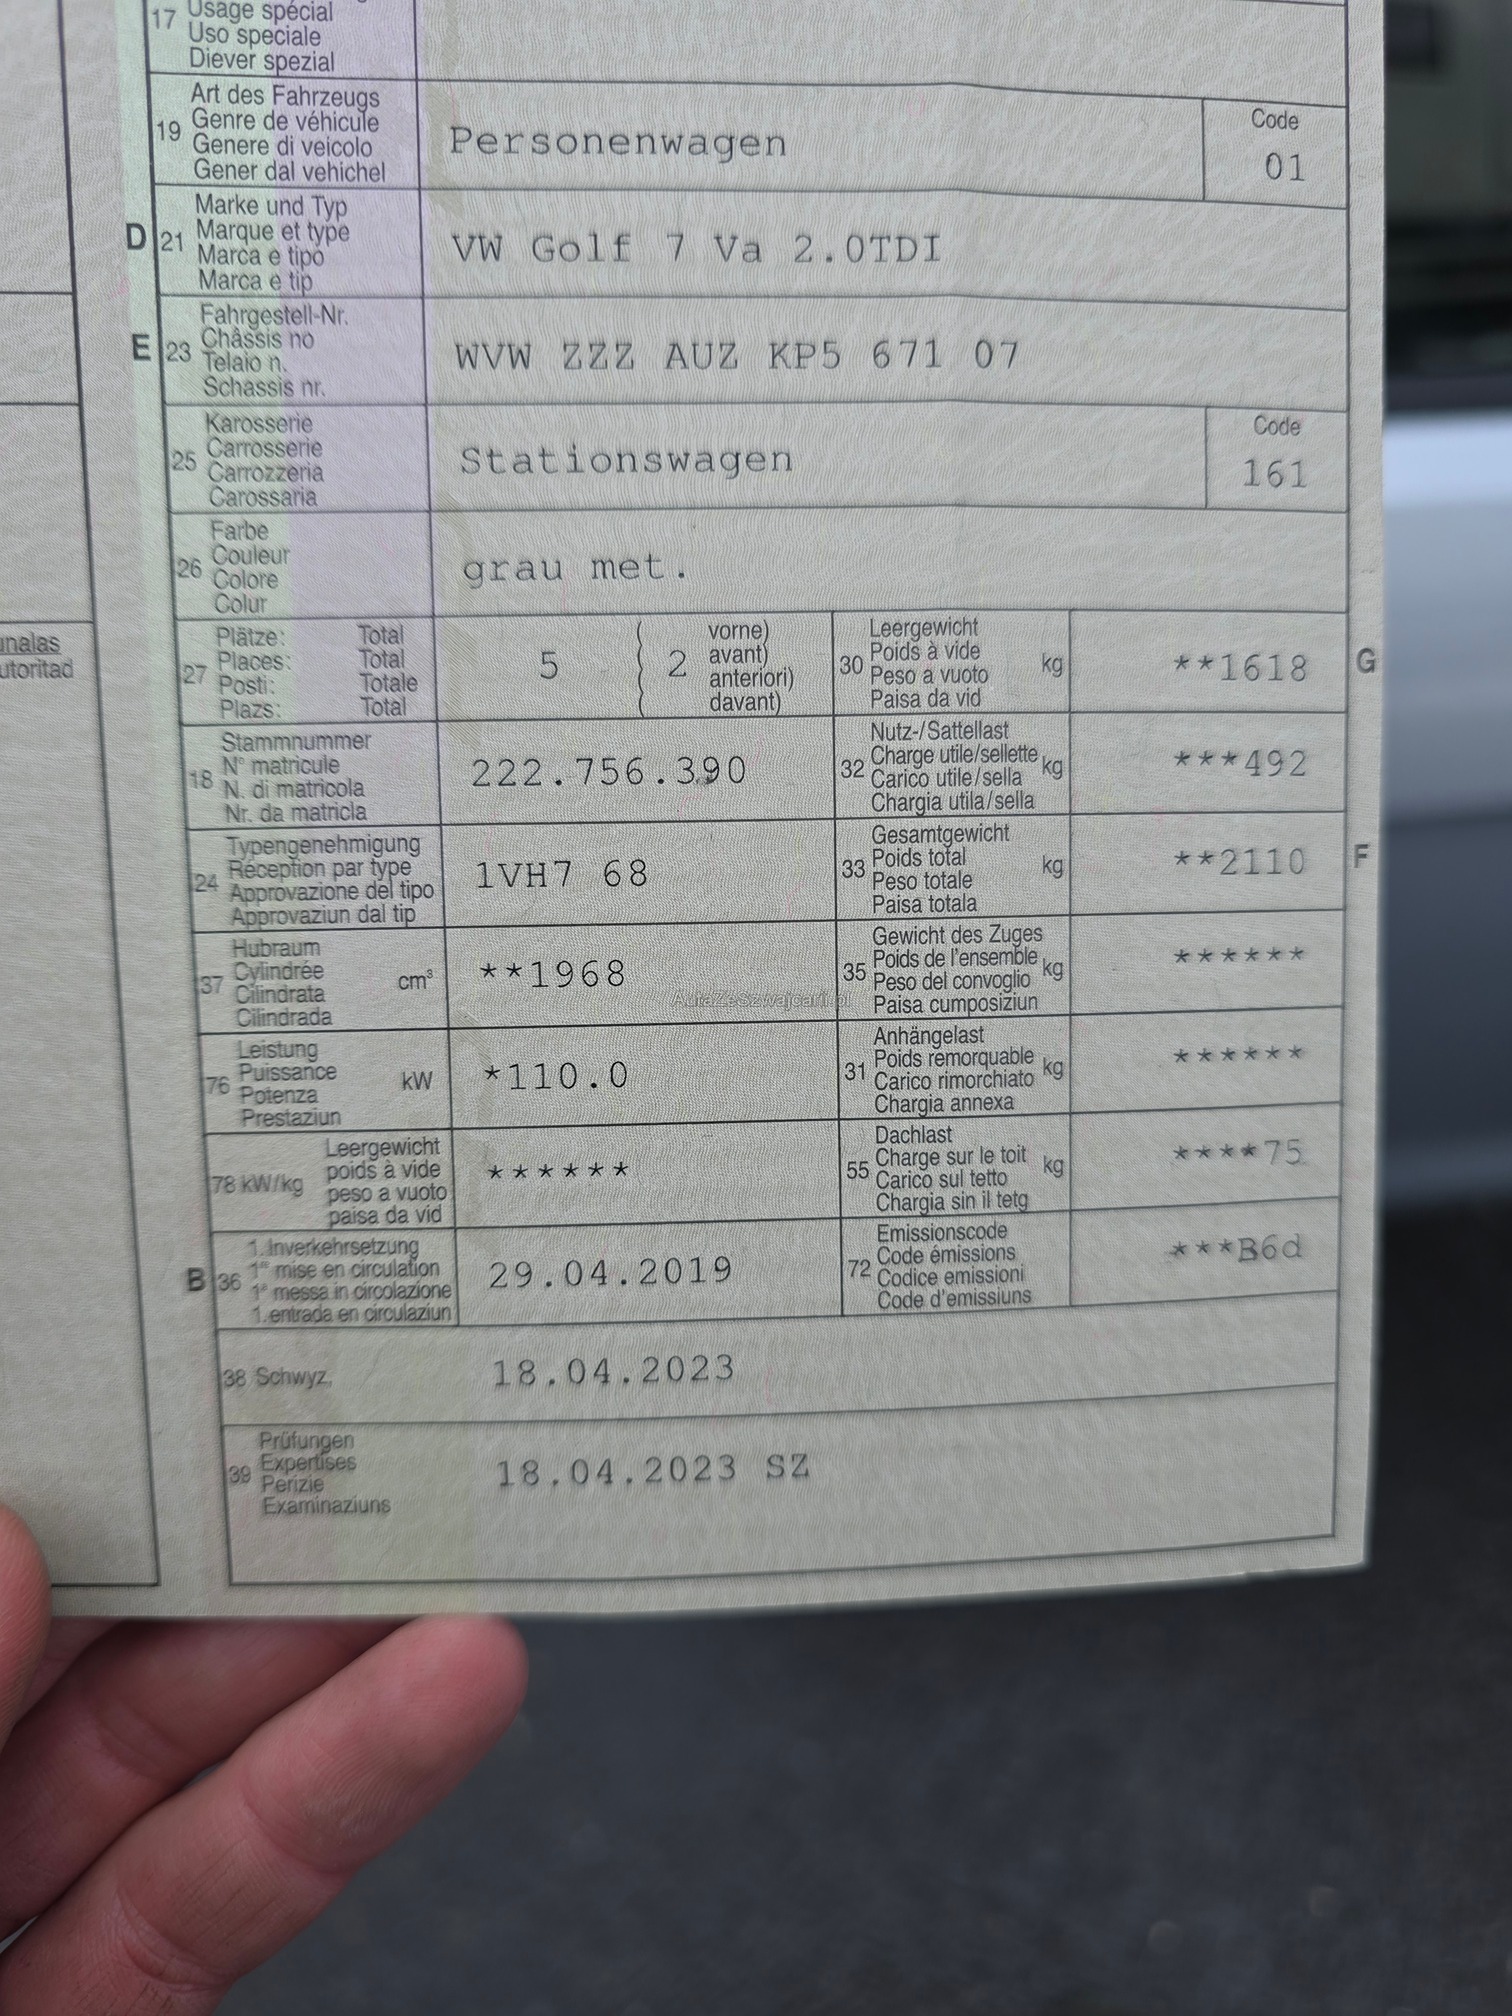 17 Usage spécial
Uso speciale
Diever spezial
19 Art des Fahrzeugs
Genre de véhicule
Genere di veicolo
Gener dal vehichel
Personenwagen
Code
01
D 21 Marke und Typ
Marque et type
Marca e tipo
Marca e tip
VW Golf 7 Va 2.0TDI
E 23 Fahrgestell-Nr.
Châssis no
Telaio n.
Schassis nr.
WVW ZZZ AUZ KP5 671 07
25 Karosserie
Carrosserie
Carrozzeria
Carossaria
Stationswagen
Code
161
26 Farbe
Couleur
Colore
Colur
grau met.
27 Plätze: Total
Places: Total
Posti: Totale
Plazs: Total
5 ( 2 vorne)
avant)
anteriori)
davant)
30 Leergewicht
Poids à vide kg
Peso a vuoto
Paisa da vid
**1618 G
utoritad
18 Stammnummer
N° matricule
N. di matricola
Nr. da matricla
222.756.390
32 Nutz-/Sattellast
Charge utile/sellette kg
Carico utile/sella
Chargia utila/sella
***492
24 Typengenehmigung
Réception par type
Approvazione del tipo
Approvaziun dal tip
1VH7 68
33 Gesamtgewicht
Poids total kg
Peso totale
Paisa totala
**2110 F
37 Hubraum
Cylindrée cm³
Cilindrata
Cilindrada
**1968
35 Gewicht des Zuges
Poids de l'ensemble kg
Peso del convoglio
Paisa cumposiziun
******
AutaZeSzwajcarii.pl
76 Leistung
Puissance kW
Potenza
Prestaziun
*110.0
31 Anhängelast
Poids remorquable kg
Carico rimorchiato
Chargia annexa
******
78 kW/kg Leergewicht
poids à vide
peso a vuoto
paisa da vid
******
55 Dachlast
Charge sur le toit kg
Carico sul tetto
Chargia sin il tetg
****75
B 36 1. Inverkehrsetzung
1re mise en circulation
1a messa in circolazione
1. entrada en circulaziun
29.04.2019
72 Emissionscode
Code émissions
Codice emissioni
Code d'emissiuns
***B6d
38 Schwyz, 18.04.2023
39 Prüfungen
Expertises
Perizie
Examinaziuns
18.04.2023 SZ